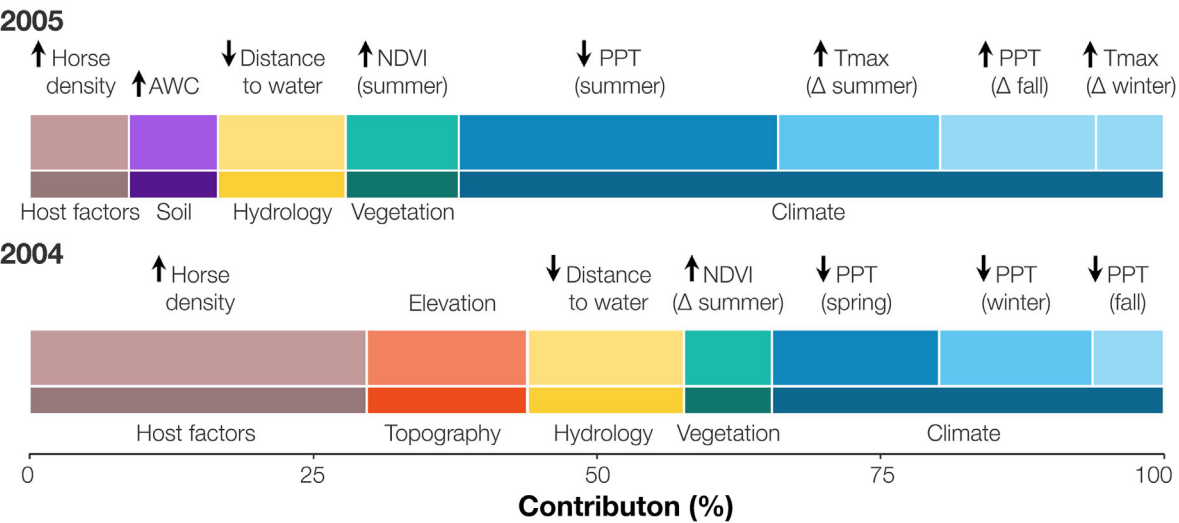 2005
Horse density
AWC
Distance to water
NDVI (summer)
PPT (summer)
Tmax (Δ summer)
PPT (Δ fall)
Tmax (Δ winter)
Host factors
Soil
Hydrology
Vegetation
Climate
2004
Horse density
Elevation
Distance to water
NDVI (Δ summer)
PPT (spring)
PPT (winter)
PPT (fall)
Host factors
Topography
Hydrology
Vegetation
Climate
0 25 50 75 100
Contributon (%)